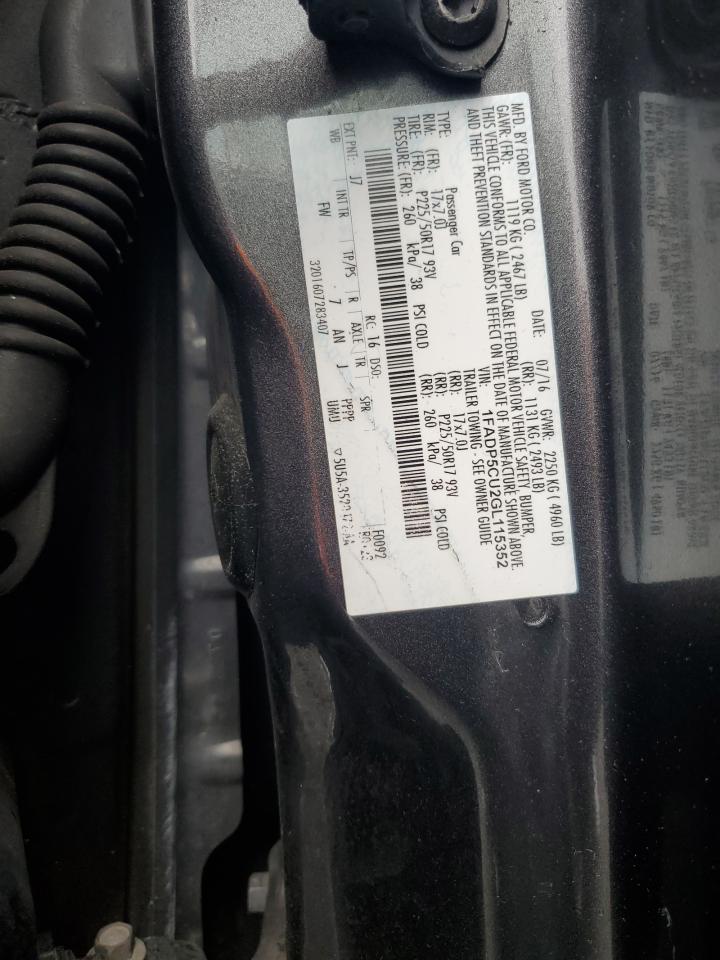 MFD. BY FORD MOTOR CO.
DATE: 07/16 GVWR: 2250 KG ( 4960 LB)
GAWR: (FR): 1119 KG ( 2467 LB) (RR): 1131 KG ( 2493 LB)
THIS VEHICLE CONFORMS TO ALL APPLICABLE FEDERAL MOTOR VEHICLE SAFETY, BUMPER,
AND THEFT PREVENTION STANDARDS IN EFFECT ON THE DATE OF MANUFACTURE SHOWN ABOVE.
VIN: 1FADP5CU2GL115352
TYPE: Passenger Car TRAILER TOWING - SEE OWNER GUIDE
RIM: (FR): 17x7.0J (RR): 17x7.0J
TIRE: (FR): P225/50R17 93V (RR): P225/50R17 93V
PRESSURE: (FR): 260 kPa/ 38 PSI COLD (RR): 260 kPa/ 38 PSI COLD
RC: 16 DSO: F0092
EXT PNT: J7
WB INT TR TP/PS R AXLE TR SPR
FW 7 AN J PPPP UMU
3201607283407